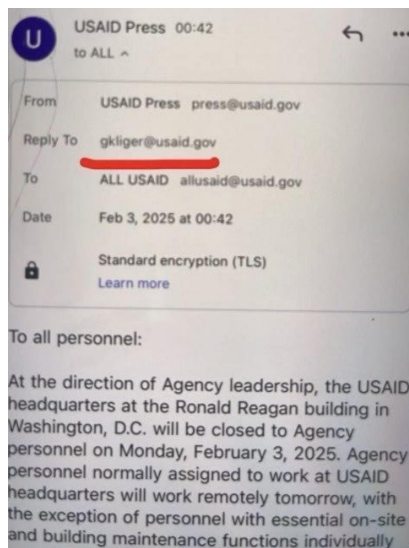 U
USAID Press 00:42
to ALL
From USAID Press press@usaid.gov
Reply To gkliger@usaid.gov
To ALL USAID allusaid@usaid.gov
Date Feb 3, 2025 at 00:42
Standard encryption (TLS)
Learn more
To all personnel:
At the direction of Agency leadership, the USAID
headquarters at the Ronald Reagan building in
Washington, D.C. will be closed to Agency
personnel on Monday, February 3, 2025. Agency
personnel normally assigned to work at USAID
headquarters will work remotely tomorrow, with
the exception of personnel with essential on-site
and building maintenance functions individually